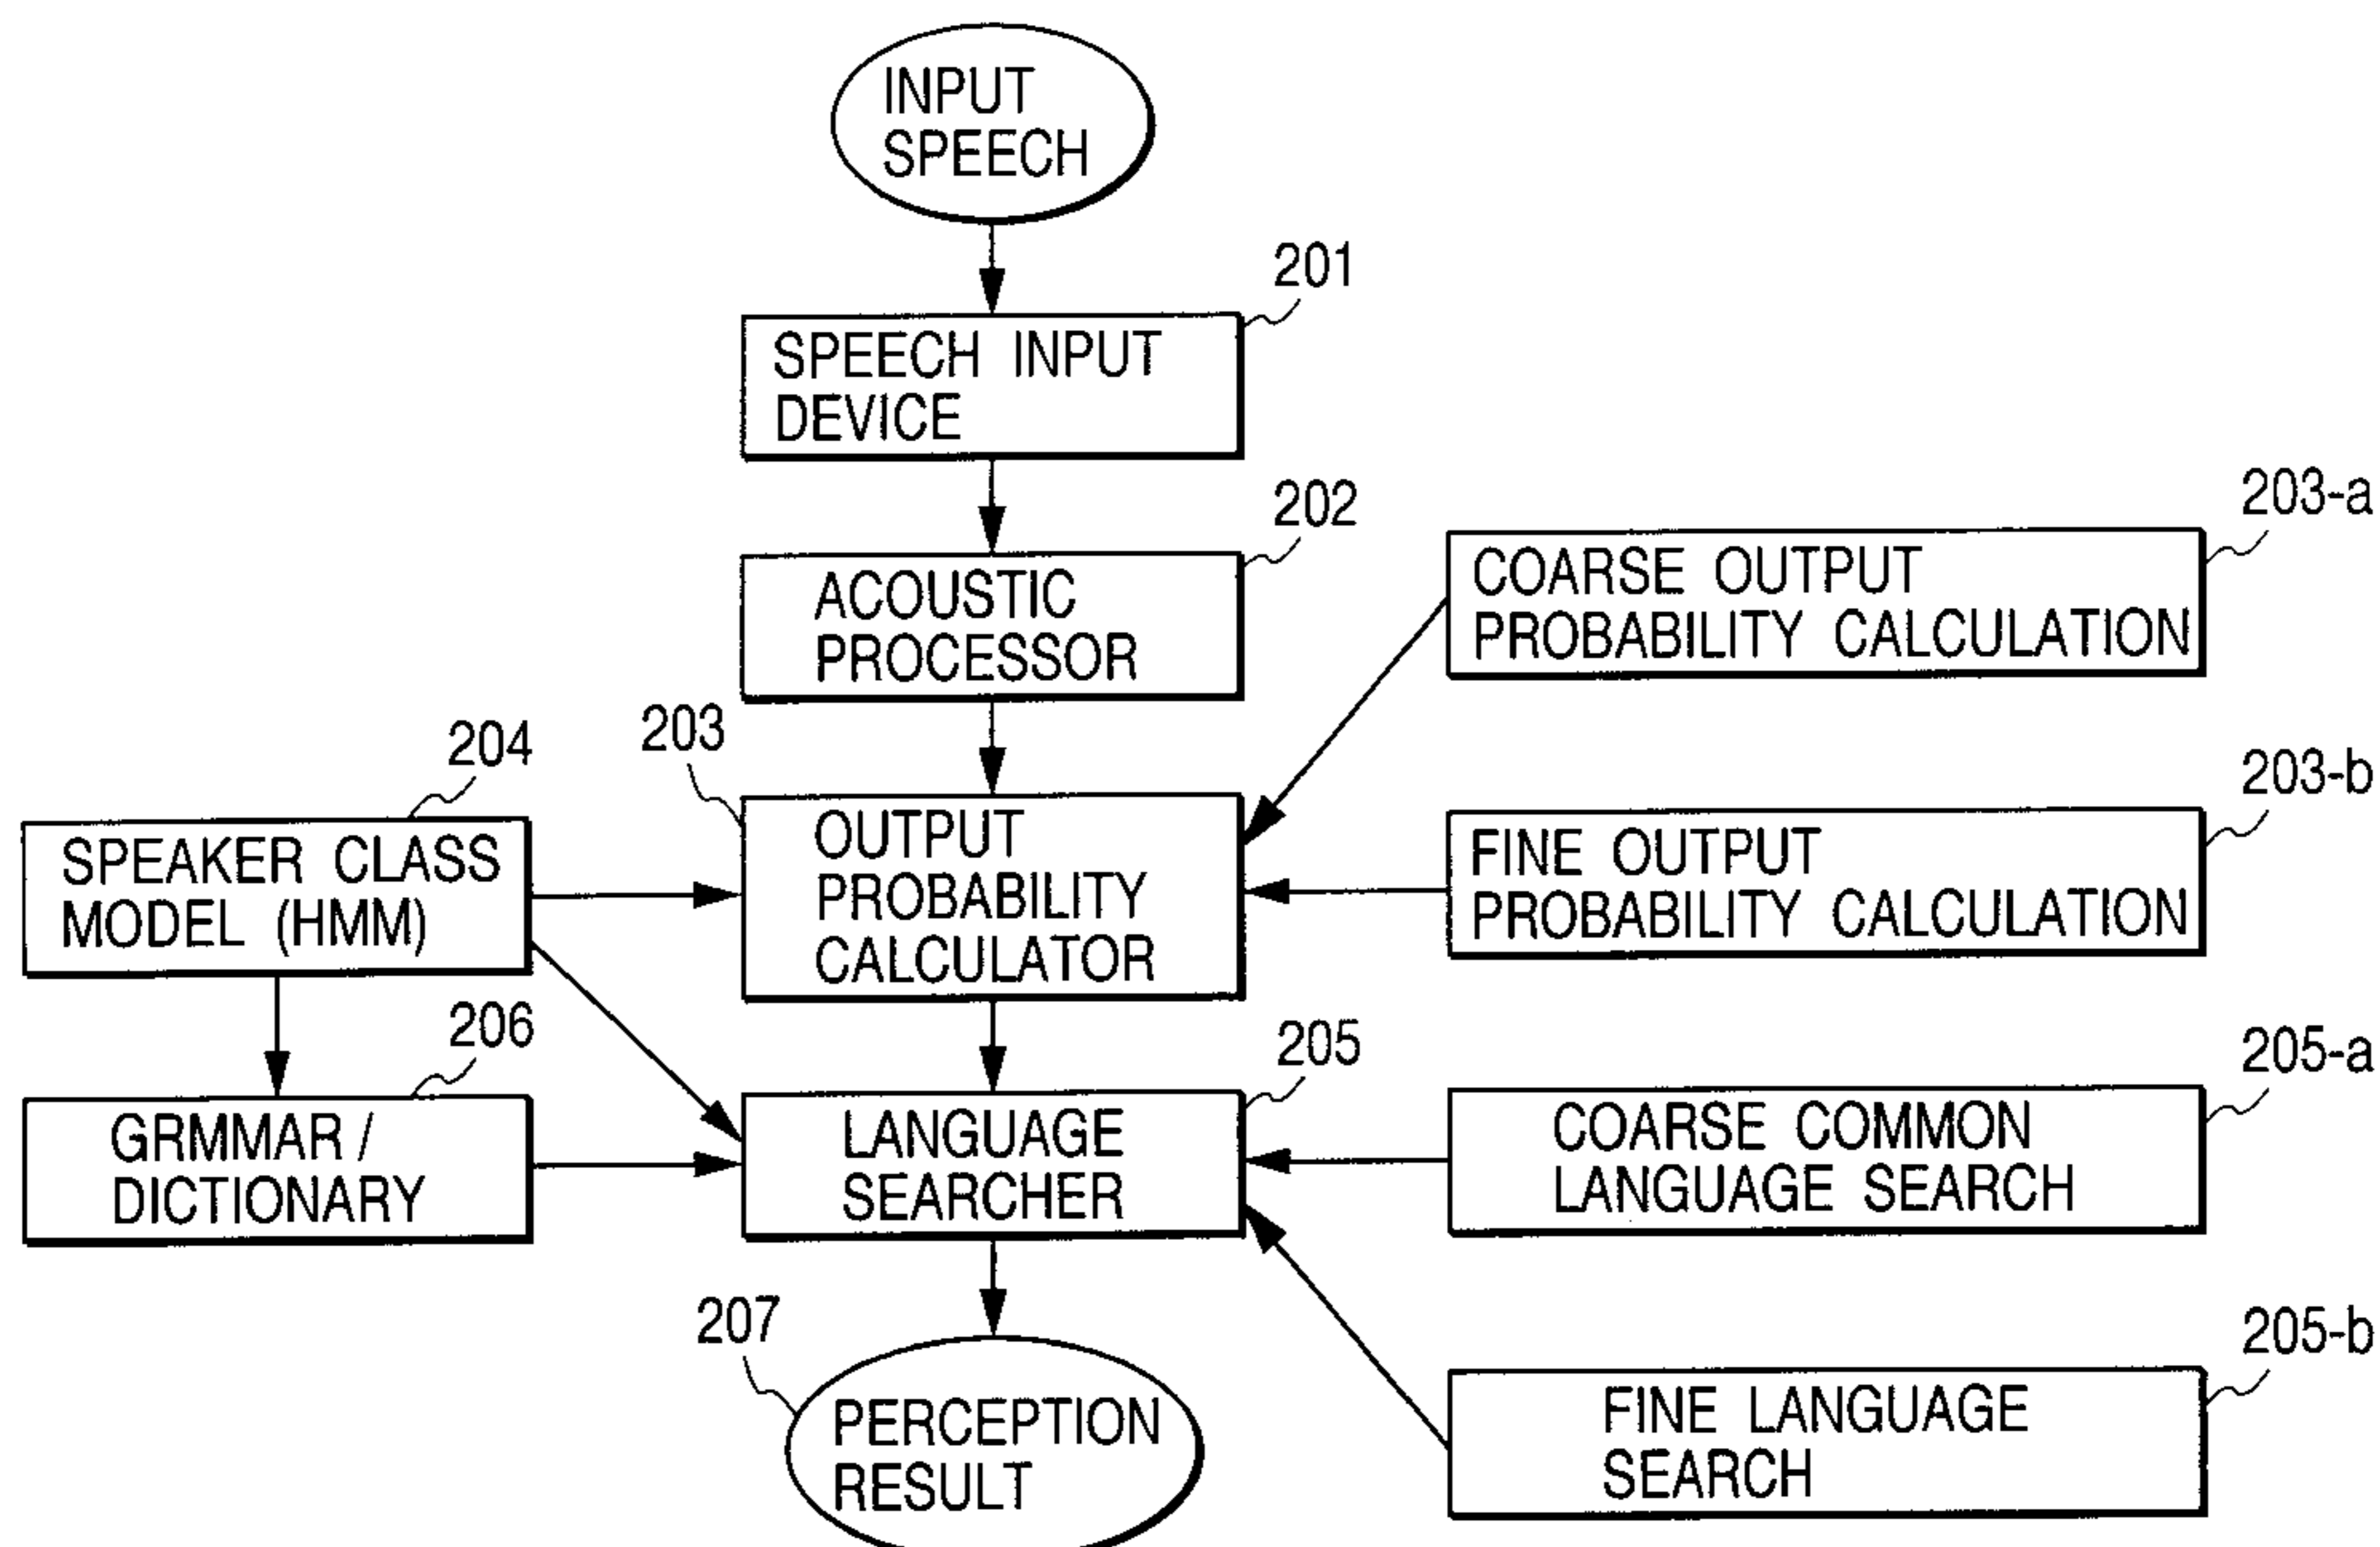 INPUT
SPEECH
201
SPEECH INPUT
DEVICE
202
ACOUSTIC
PROCESSOR
203-a
COARSE OUTPUT
PROBABILITY CALCULATION
204
SPEAKER CLASS
MODEL (HMM)
203
OUTPUT
PROBABILITY
CALCULATOR
203-b
FINE OUTPUT
PROBABILITY CALCULATION
206
GRMMAR /
DICTIONARY
205
LANGUAGE
SEARCHER
205-a
COARSE COMMON
LANGUAGE SEARCH
207
PERCEPTION
RESULT
205-b
FINE LANGUAGE
SEARCH